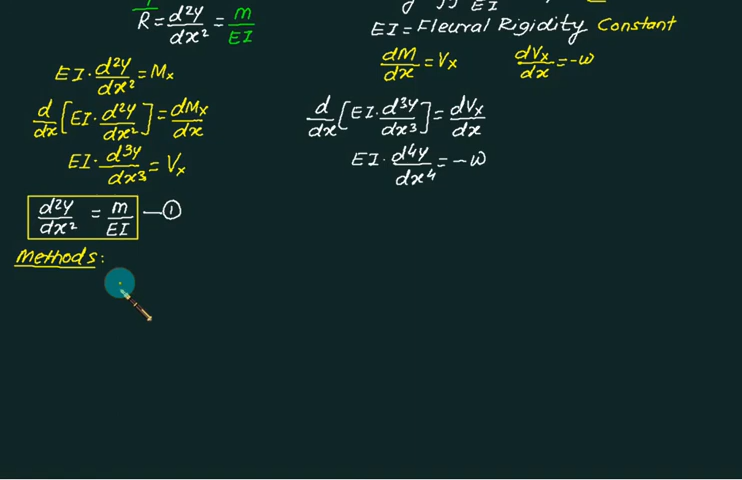 R = d²y/dx² = m/EI
EI
EI = Flexural Rigidity Constant
dM/dx = Vx    dVx/dx = -w
EI · d²y/dx² = Mx
d/dx [EI · d²y/dx²] = dMx/dx
EI · d³y/dx³ = Vx
d/dx [EI · d³y/dx³] = dVx/dx
EI · d⁴y/dx⁴ = -w
d²y/dx² = m/EI —①
Methods: